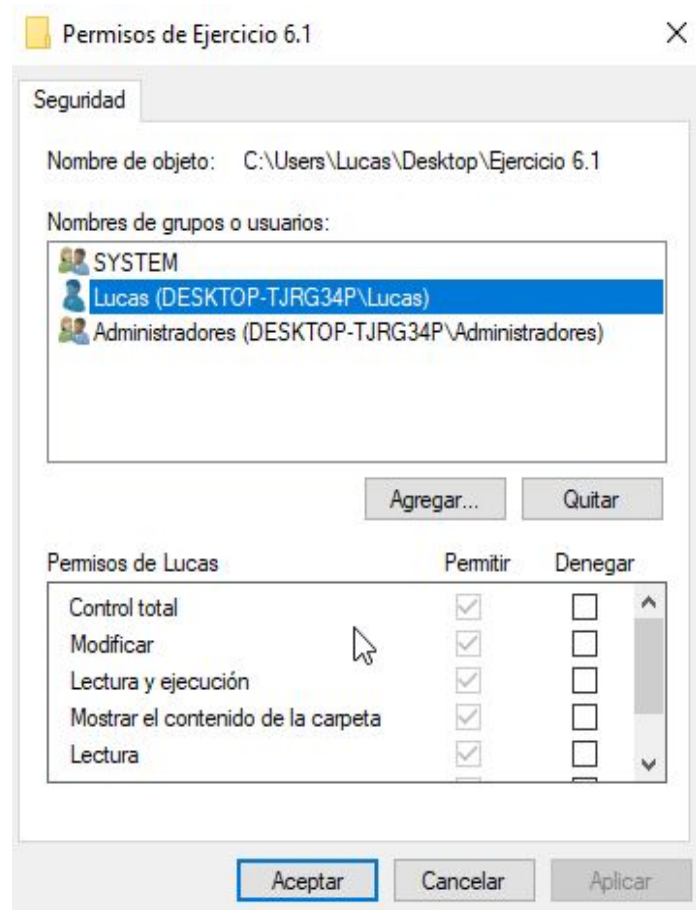 Permisos de Ejercicio 6.1
Seguridad
Nombre de objeto: C:\Users\Lucas\Desktop\Ejercicio 6.1
Nombres de grupos o usuarios:
SYSTEM
Lucas (DESKTOP-TJRG34P\Lucas)
Administradores (DESKTOP-TJRG34P\Administradores)
Agregar... Quitar
Permisos de Lucas Permitir Denegar
Control total
Modificar
Lectura y ejecución
Mostrar el contenido de la carpeta
Lectura
Aceptar Cancelar Aplicar